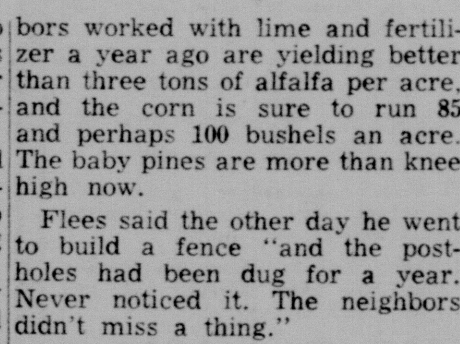 bors worked with lime and fertili-
zer a year ago are yielding better
than three tons of alfalfa per acre,
and the corn is sure to run 85
and perhaps 100 bushels an acre.
The baby pines are more than knee
high now.
Flees said the other day he went
to build a fence "and the post-
holes had been dug for a year.
Never noticed it. The neighbors
didn't miss a thing."